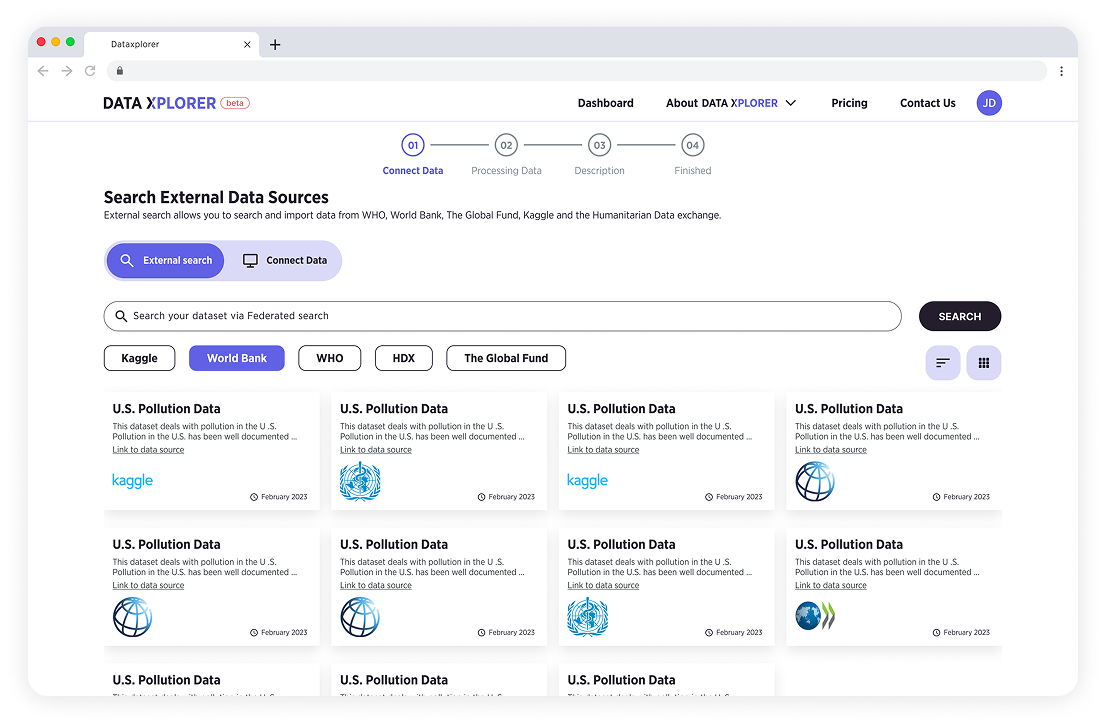 Dataxplorer
DATA XPLORER beta
Dashboard
About DATA XPLORER
Pricing
Contact Us
JD
01
02
03
04
Connect Data
Processing Data
Description
Finished
Search External Data Sources
External search allows you to search and import data from WHO, World Bank, The Global Fund, Kaggle and the Humanitarian Data exchange.
External search
Connect Data
Search your dataset via Federated search
SEARCH
Kaggle
World Bank
WHO
HDX
The Global Fund
U.S. Pollution Data
This dataset deals with pollution in the U .S.
Pollution in the U.S. has been well documented ...
Link to data source
kaggle
February 2023
U.S. Pollution Data
This dataset deals with pollution in the U .S.
Pollution in the U.S. has been well documented ...
Link to data source
February 2023
U.S. Pollution Data
This dataset deals with pollution in the U .S.
Pollution in the U.S. has been well documented ...
Link to data source
kaggle
February 2023
U.S. Pollution Data
This dataset deals with pollution in the U .S.
Pollution in the U.S. has been well documented ...
Link to data source
February 2023
U.S. Pollution Data
This dataset deals with pollution in the U .S.
Pollution in the U.S. has been well documented ...
Link to data source
February 2023
U.S. Pollution Data
This dataset deals with pollution in the U .S.
Pollution in the U.S. has been well documented ...
Link to data source
February 2023
U.S. Pollution Data
This dataset deals with pollution in the U .S.
Pollution in the U.S. has been well documented ...
Link to data source
February 2023
U.S. Pollution Data
This dataset deals with pollution in the U .S.
Pollution in the U.S. has been well documented ...
Link to data source
February 2023
U.S. Pollution Data
U.S. Pollution Data
U.S. Pollution Data